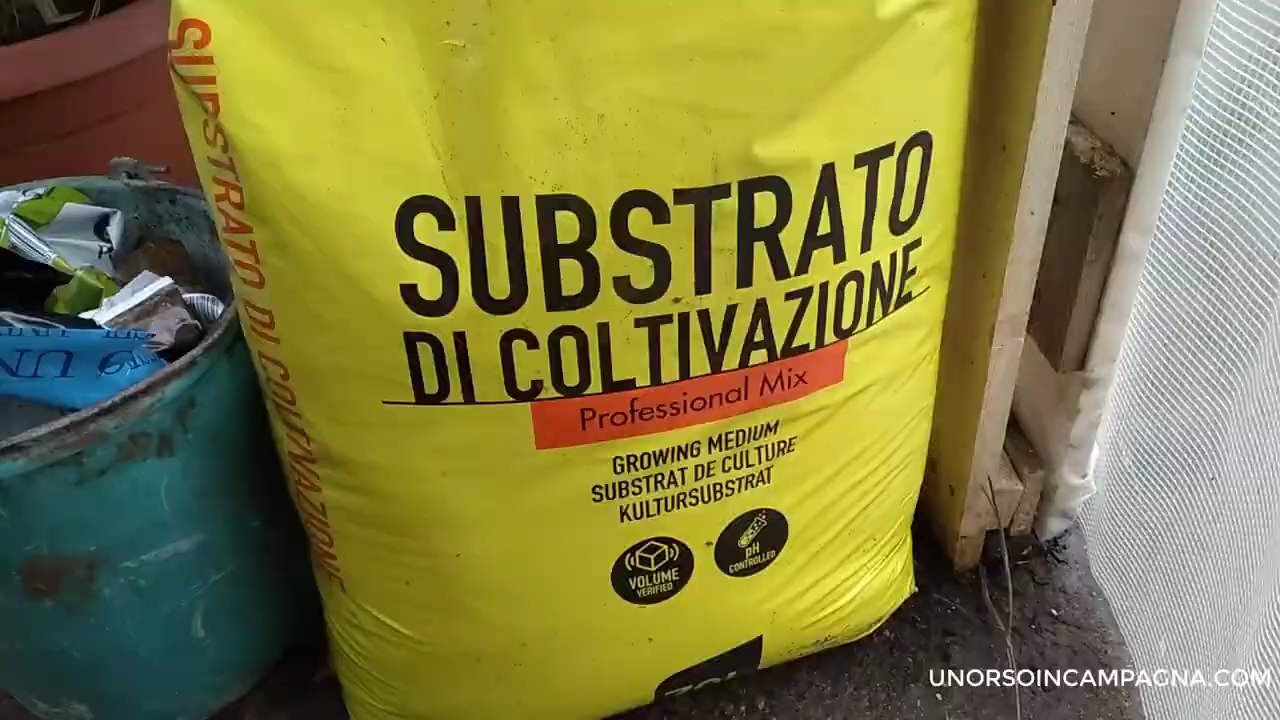 SUBSTRATO DI COLTIVAZIONE
SUBSTRATO
DI COLTIVAZIONE
Professional Mix
GROWING MEDIUM
SUBSTRAT DE CULTURE
KULTURSUBSTRAT
VOLUME
VERIFIED
pH
CONTROLLED
UNORSOINCAMPAGNA.COM